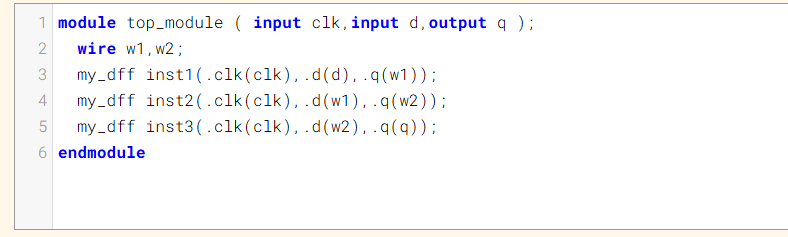 1 module top_module ( input clk,input d,output q );
2 wire w1,w2;
3 my_dff inst1(.clk(clk),.d(d),.q(w1));
4 my_dff inst2(.clk(clk),.d(w1),.q(w2));
5 my_dff inst3(.clk(clk),.d(w2),.q(q));
6 endmodule